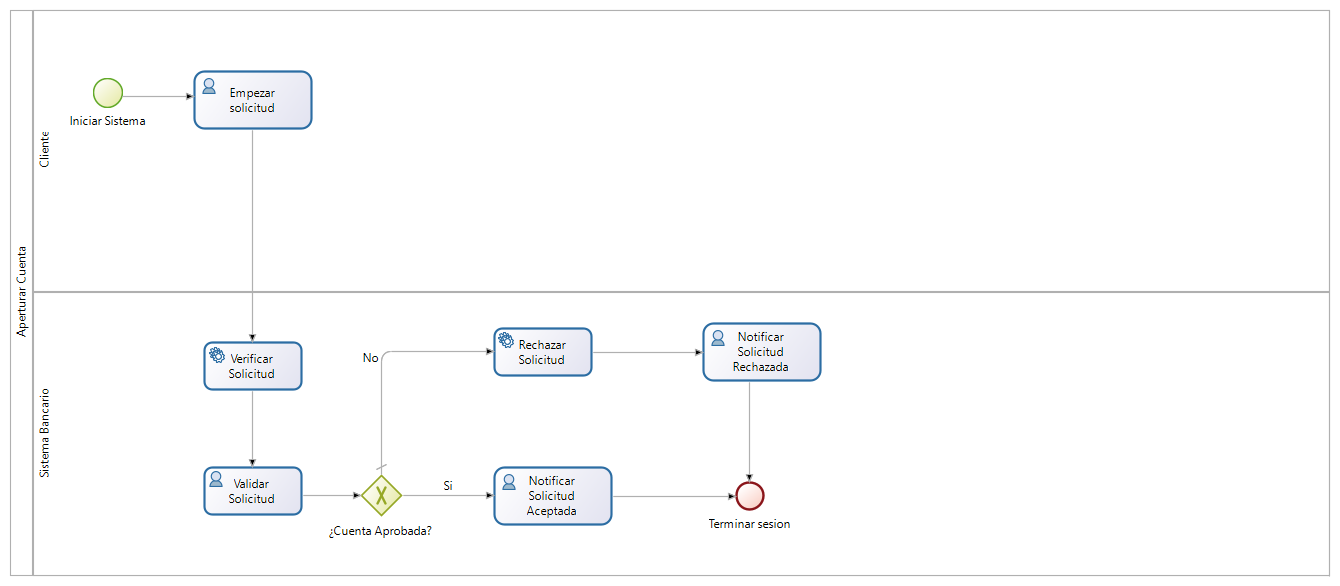 Aperturar Cuenta
Cliente
Iniciar Sistema
Empezar
solicitud
Sistema Bancario
Verificar
Solicitud
Validar
Solicitud
¿Cuenta Aprobada?
No
Rechazar
Solicitud
Notificar
Solicitud
Rechazada
Si
Notificar
Solicitud
Aceptada
Terminar sesion